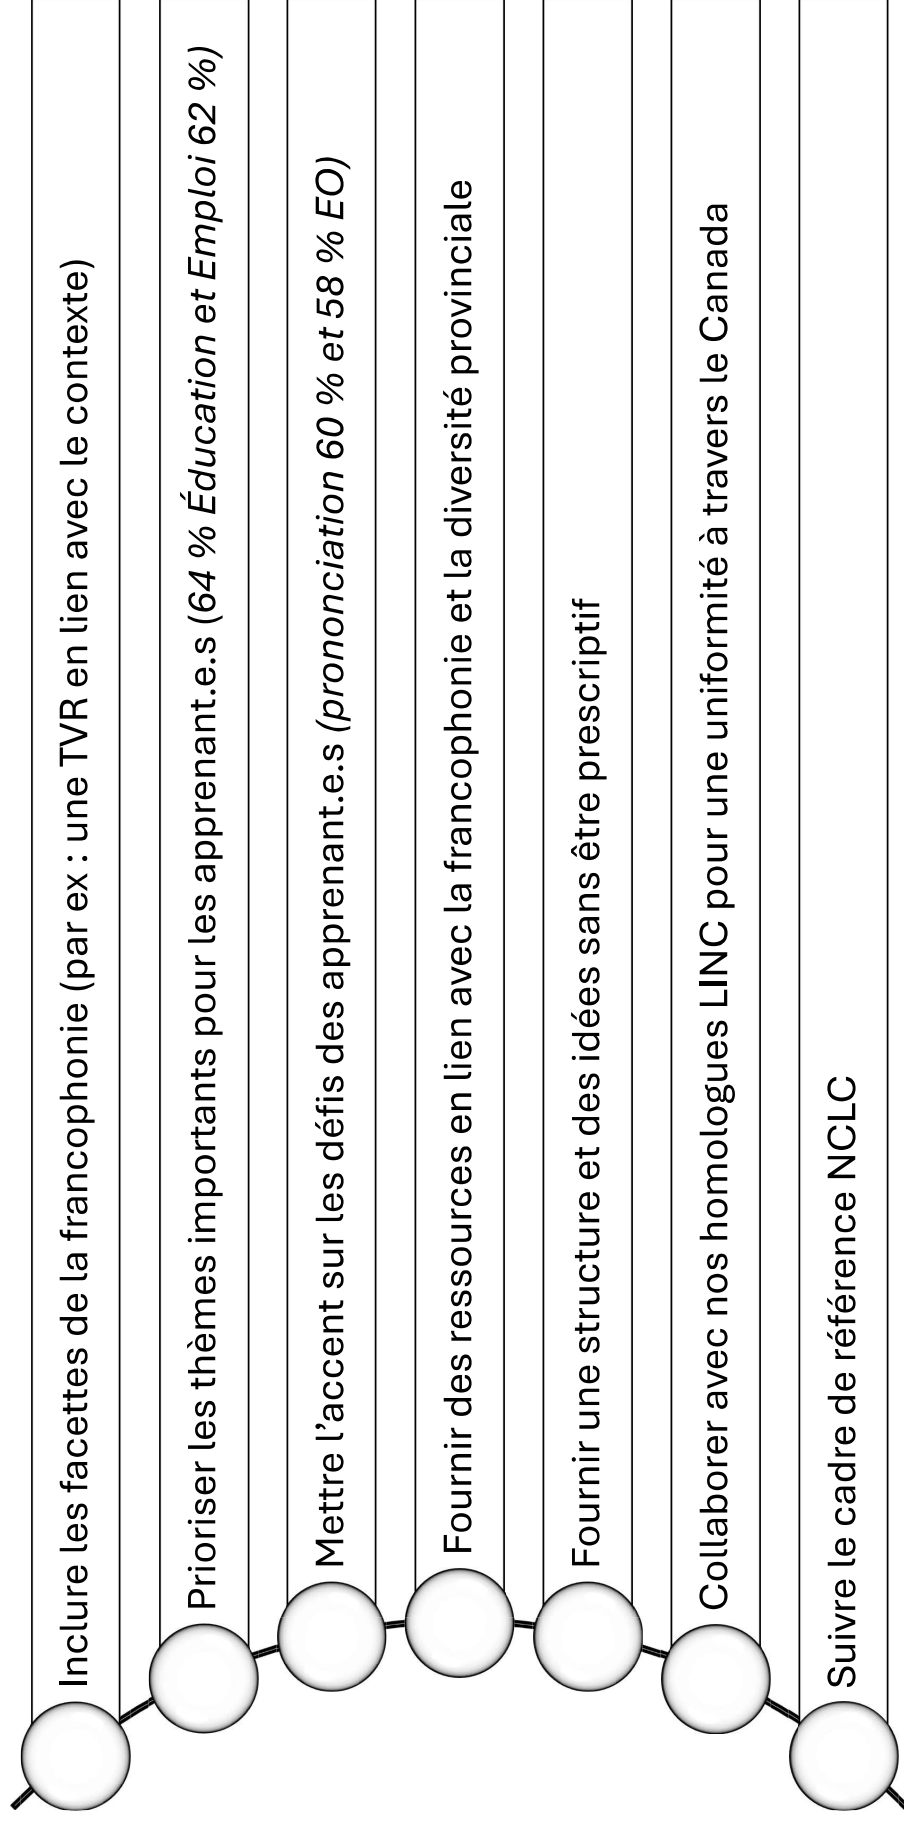 Inclure les facettes de la francophonie (par ex : une TVR en lien avec le contexte)
Prioriser les thèmes importants pour les apprenant.e.s (64 % Éducation et Emploi 62 %)
Mettre l’accent sur les défis des apprenant.e.s (prononciation 60 % et 58 % EO)
Fournir des ressources en lien avec la francophonie et la diversité provinciale
Fournir une structure et des idées sans être prescriptif
Collaborer avec nos homologues LINC pour une uniformité à travers le Canada
Suivre le cadre de référence NCLC